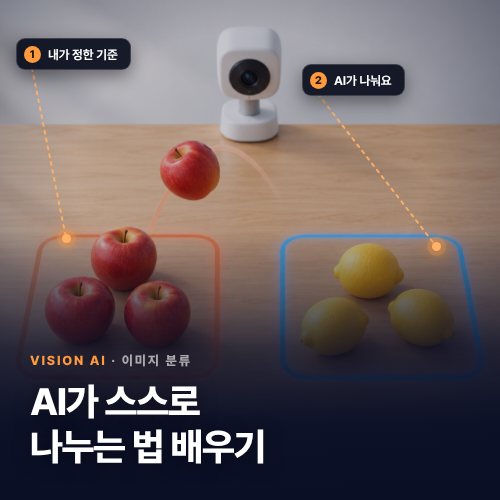 1 내가 정한 기준
2 AI가 나눠요
VISION AI · 이미지 분류
AI가 스스로
나누는 법 배우기